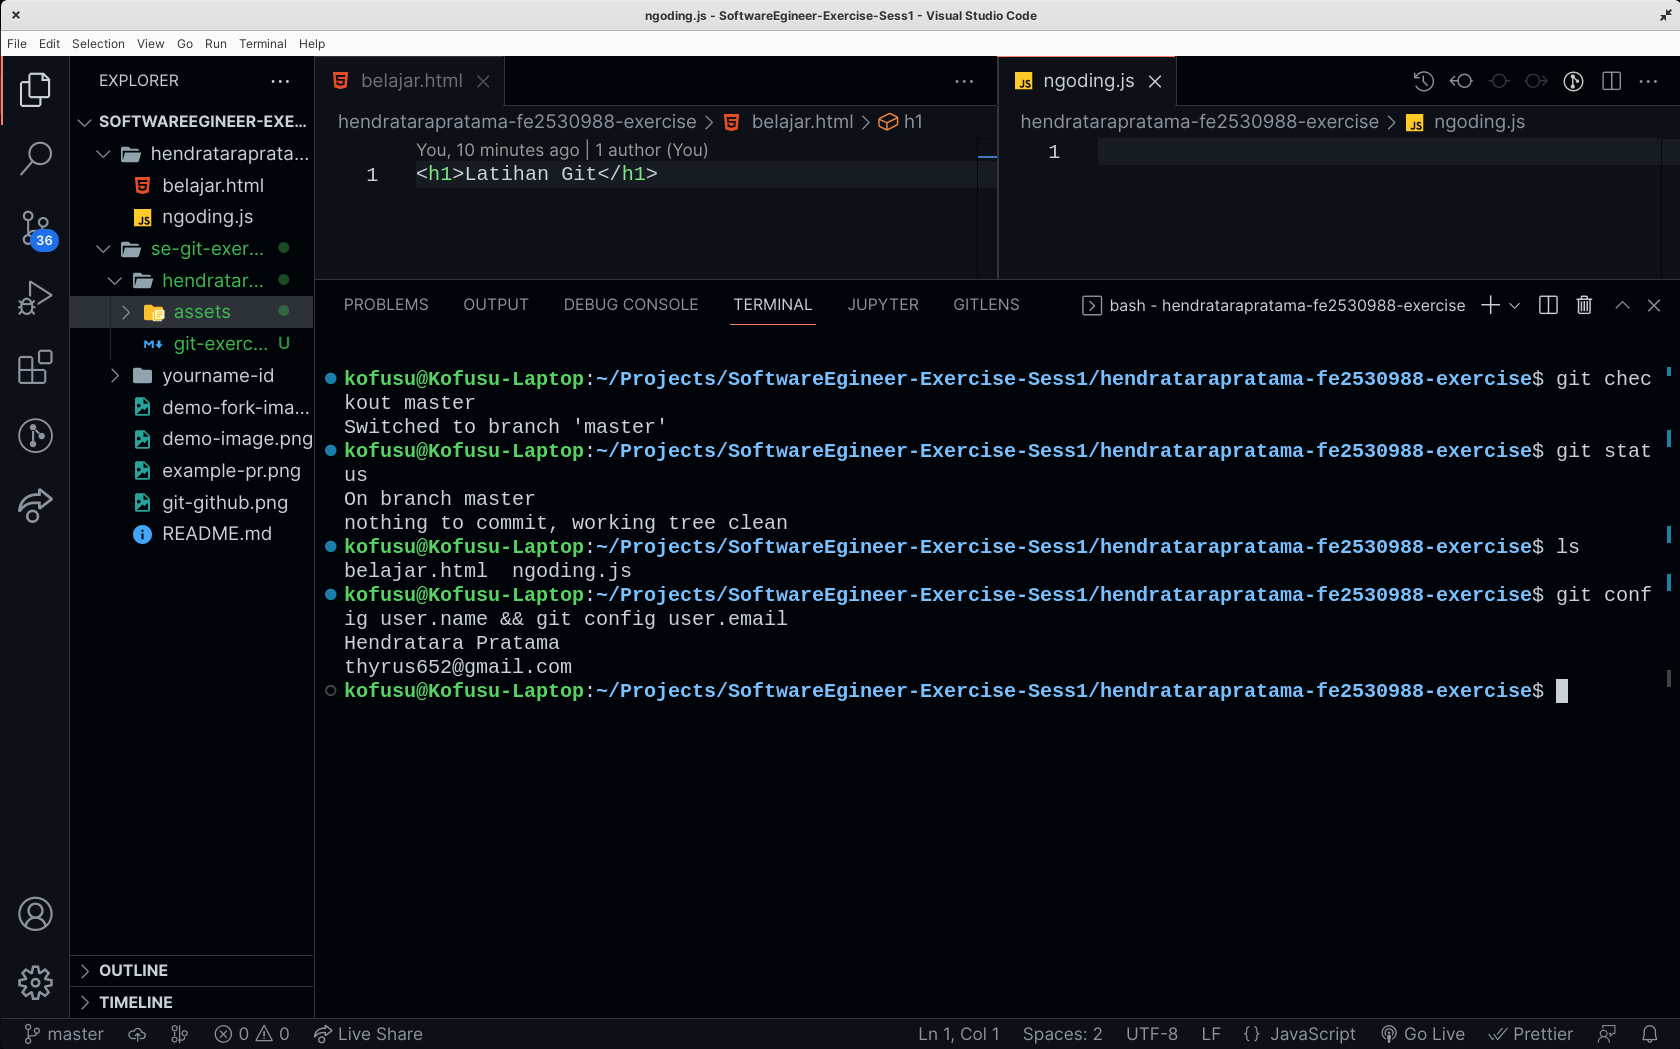 ngoding.js - SoftwareEgineer-Exercise-Sess1 - Visual Studio Code
File Edit Selection View Go Run Terminal Help
EXPLORER
SOFTWAREEGINEER-EXE...
hendrataraprata...
belajar.html
ngoding.js
se-git-exer...
hendratar...
assets
git-exerc... U
yourname-id
demo-fork-ima...
demo-image.png
example-pr.png
git-github.png
README.md
OUTLINE
TIMELINE
36
belajar.html
hendratarapratama-fe2530988-exercise > belajar.html > h1
You, 10 minutes ago | 1 author (You)
1 <h1>Latihan Git</h1>
ngoding.js
hendratarapratama-fe2530988-exercise > ngoding.js
1
PROBLEMS OUTPUT DEBUG CONSOLE TERMINAL JUPYTER GITLENS bash - hendratarapratama-fe2530988-exercise
kofusu@Kofusu-Laptop:~/Projects/SoftwareEgineer-Exercise-Sess1/hendratarapratama-fe2530988-exercise$ git chec
kout master
Switched to branch 'master'
kofusu@Kofusu-Laptop:~/Projects/SoftwareEgineer-Exercise-Sess1/hendratarapratama-fe2530988-exercise$ git stat
us
On branch master
nothing to commit, working tree clean
kofusu@Kofusu-Laptop:~/Projects/SoftwareEgineer-Exercise-Sess1/hendratarapratama-fe2530988-exercise$ ls
belajar.html  ngoding.js
kofusu@Kofusu-Laptop:~/Projects/SoftwareEgineer-Exercise-Sess1/hendratarapratama-fe2530988-exercise$ git conf
ig user.name && git config user.email
Hendratara Pratama
thyrus652@gmail.com
kofusu@Kofusu-Laptop:~/Projects/SoftwareEgineer-Exercise-Sess1/hendratarapratama-fe2530988-exercise$
master 0 0 Live Share Ln 1, Col 1 Spaces: 2 UTF-8 LF {} JavaScript Go Live Prettier